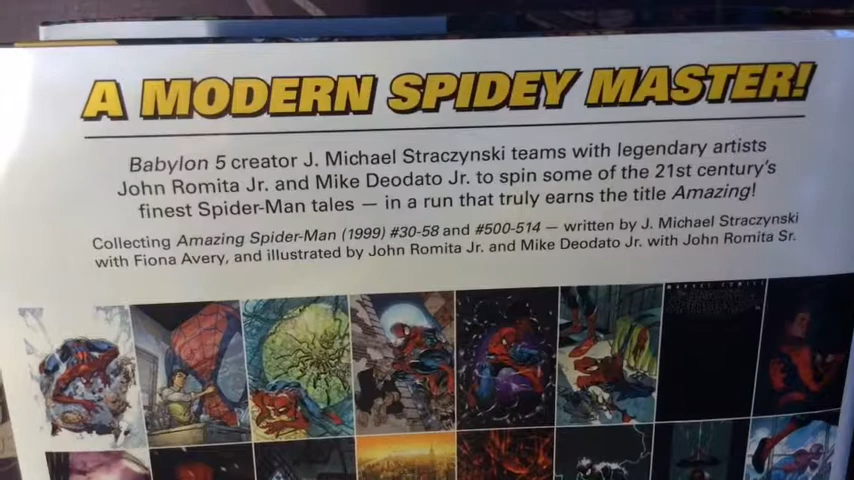 A MODERN SPIDEY MASTER!
Babylon 5 creator J. Michael Straczynski teams with legendary artists
John Romita Jr. and Mike Deodato Jr. to spin some of the 21st century's
finest Spider-Man tales — in a run that truly earns the title Amazing!
Collecting Amazing Spider-Man (1999) #30-58 and #500-514 — written by J. Michael Straczynski
with Fiona Avery, and illustrated by John Romita Jr. and Mike Deodato Jr. with John Romita Sr.
MARVEL COMICS